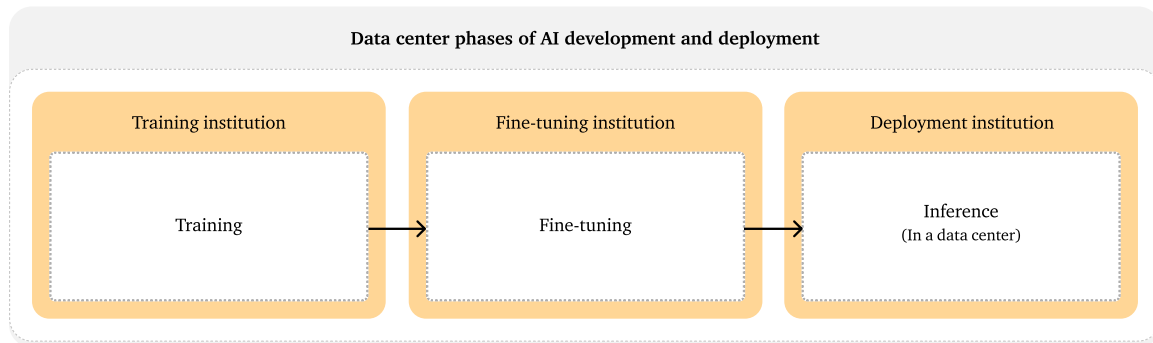 Data center phases of AI development and deployment
Training institution
Fine-tuning institution
Deployment institution
Training
Fine-tuning
Inference
(In a data center)